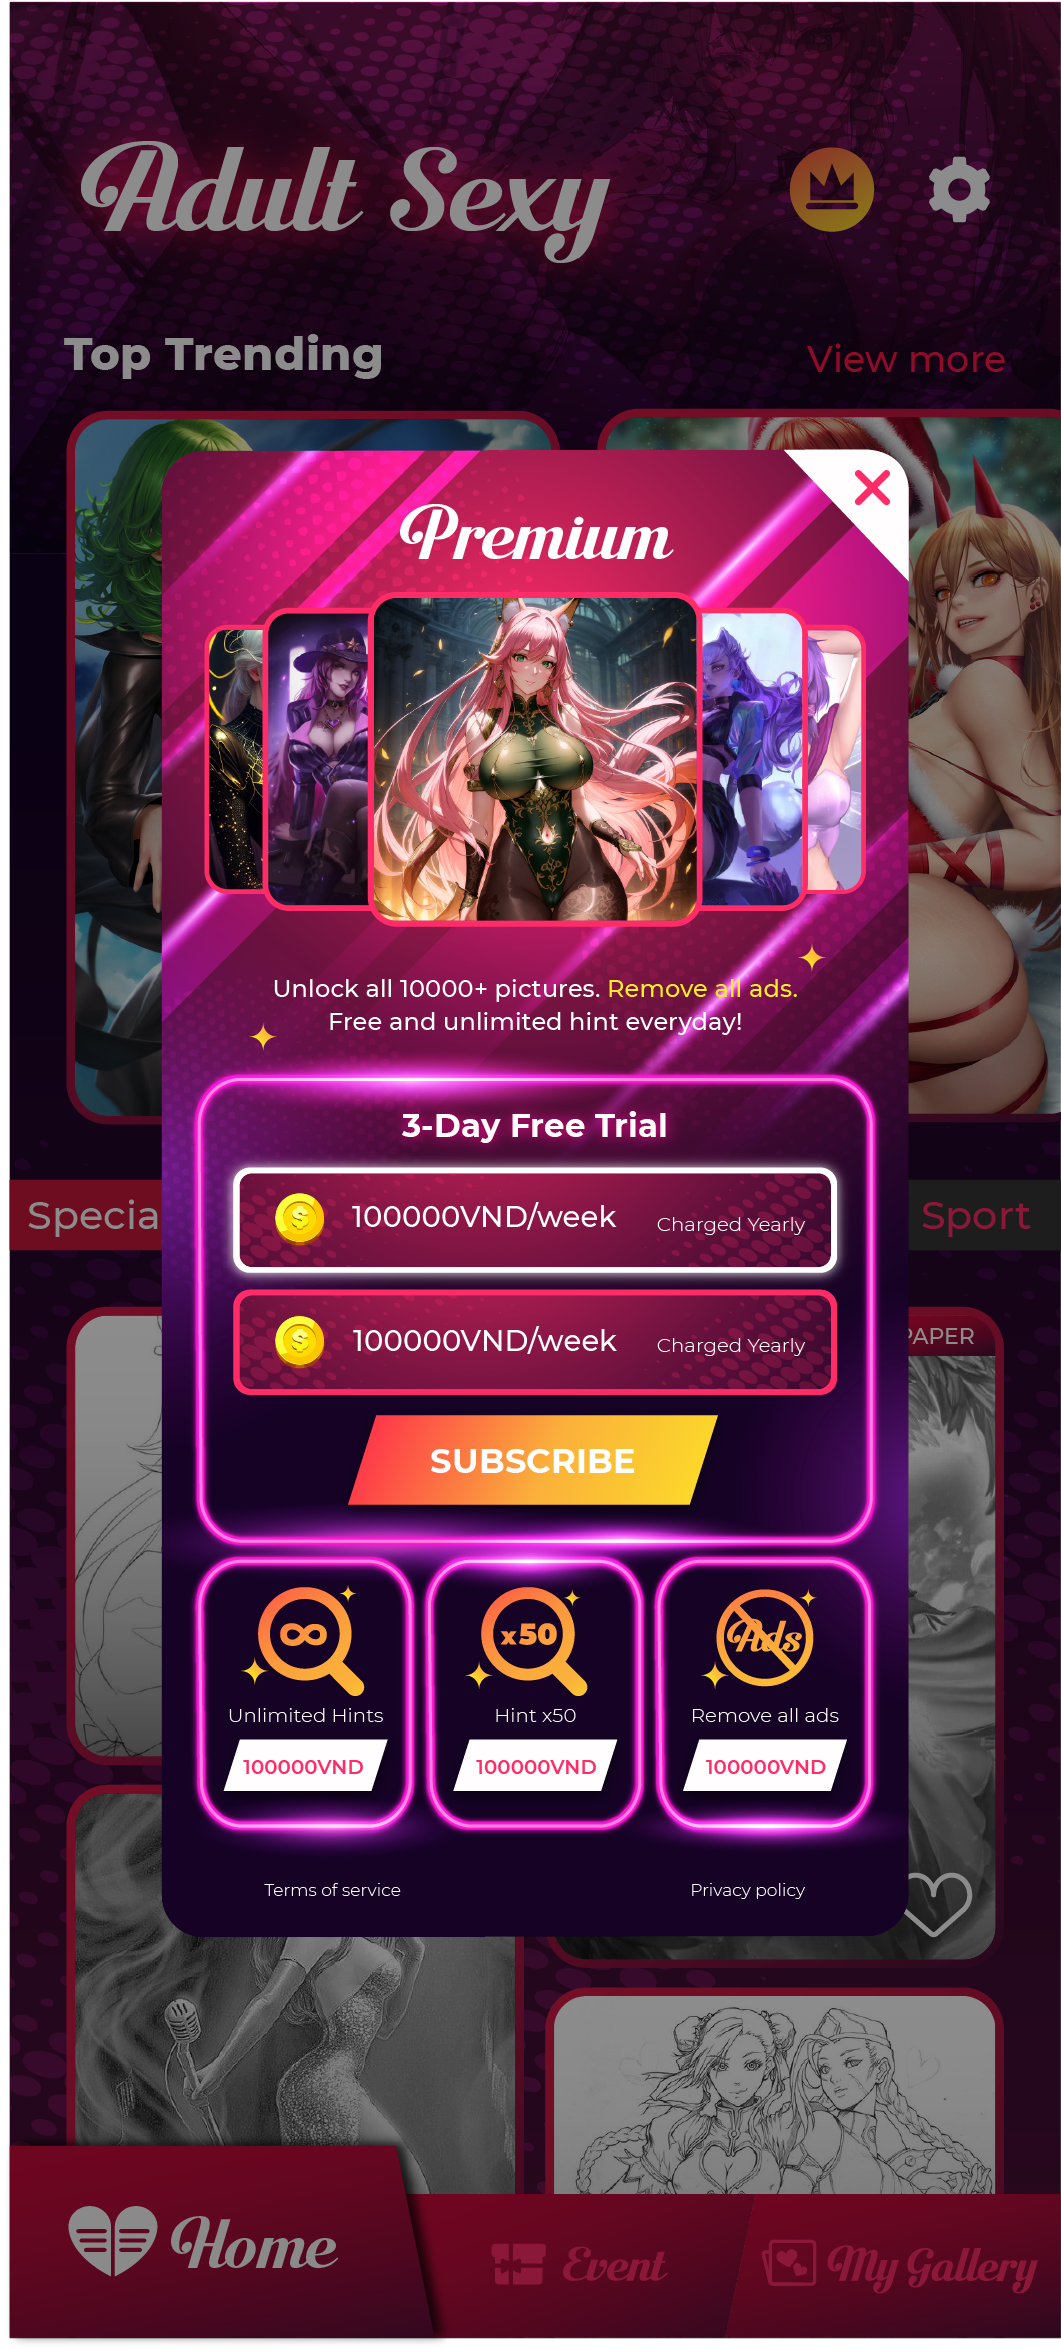 Adult Sexy
Top Trending
View more
Premium
Unlock all 10000+ pictures. Remove all ads.
Free and unlimited hint everyday!
3-Day Free Trial
100000VND/week
Charged Yearly
Specia
Sport
100000VND/week
Charged Yearly
PAPER
SUBSCRIBE
x50
Ads
Unlimited Hints
Hint x50
Remove all ads
100000VND
100000VND
100000VND
Terms of service
Privacy policy
Home
Event
My Gallery